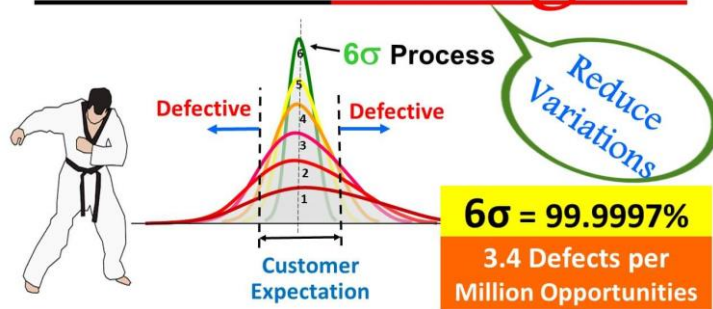 6σ Process
Reduce
Variations
Defective
Defective
6
5
4
3
2
1
6σ = 99.9997%
Customer
Expectation
3.4 Defects per
Million Opportunities